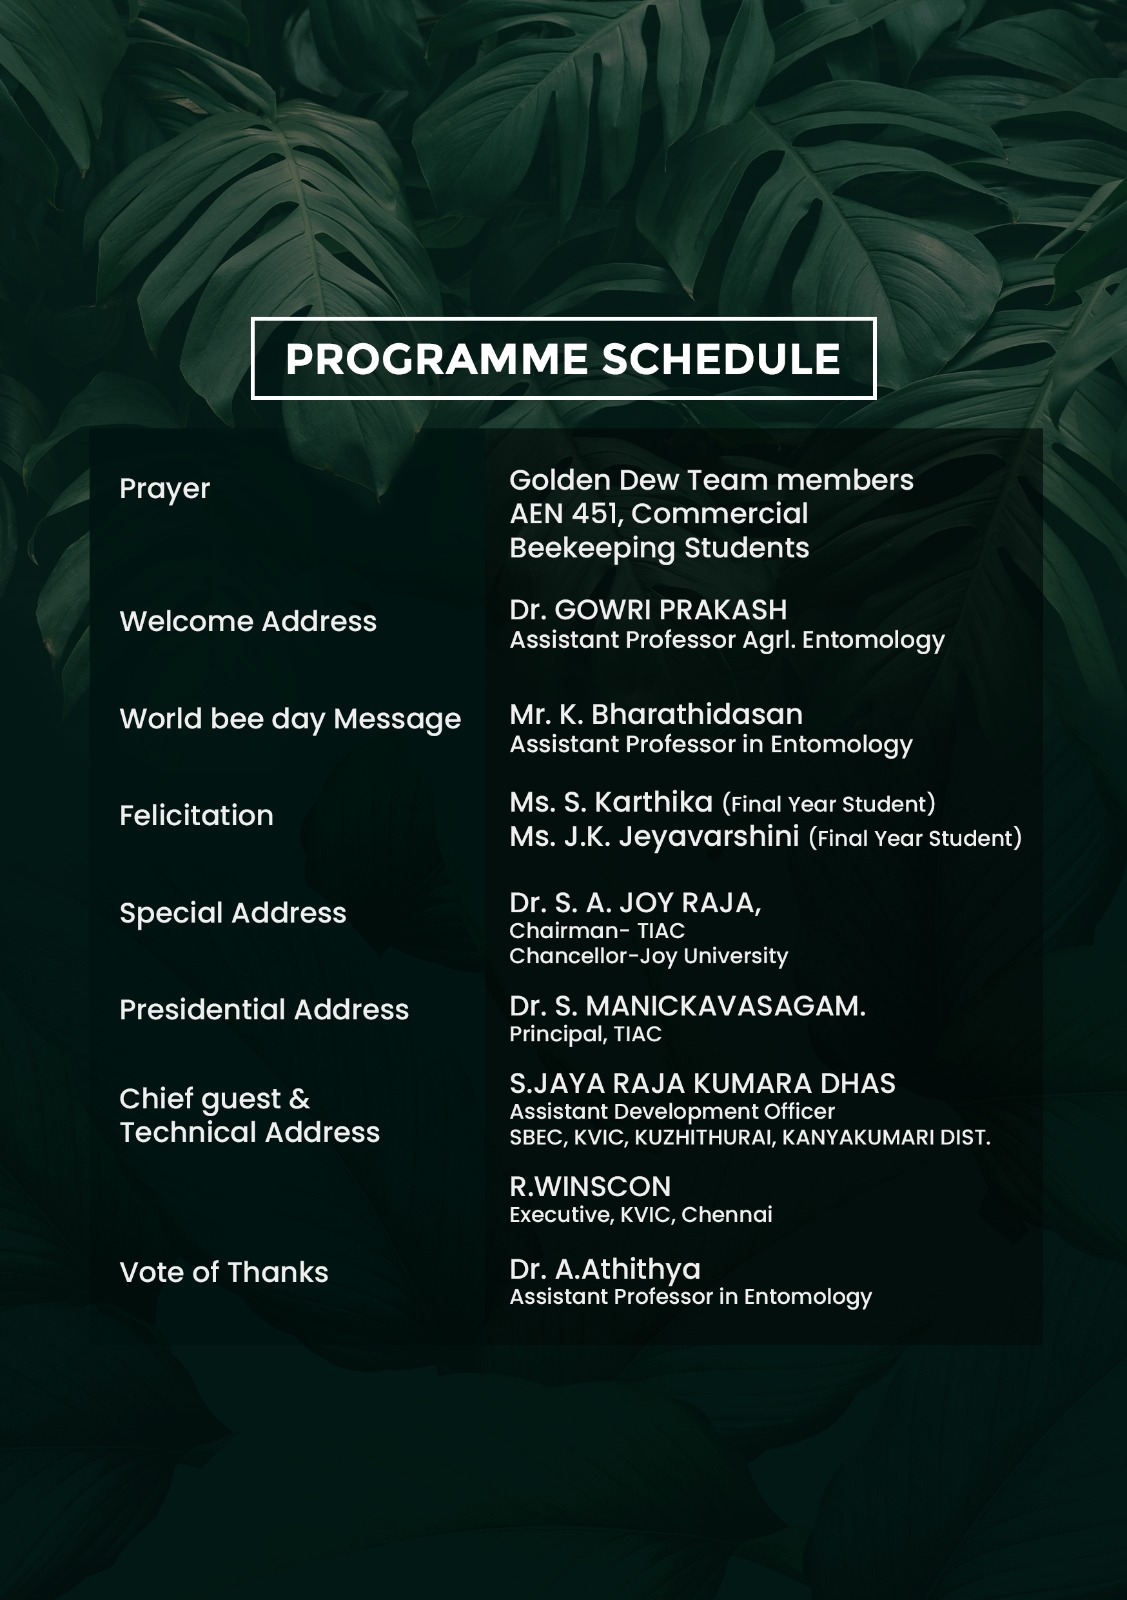 PROGRAMME SCHEDULE
Prayer
Golden Dew Team members
AEN 451, Commercial
Beekeeping Students
Welcome Address
Dr. GOWRI PRAKASH
Assistant Professor Agrl. Entomology
World bee day Message
Mr. K. Bharathidasan
Assistant Professor in Entomology
Felicitation
Ms. S. Karthika (Final Year Student)
Ms. J.K. Jeyavarshini (Final Year Student)
Special Address
Dr. S. A. JOY RAJA,
Chairman- TIAC
Chancellor-Joy University
Presidential Address
Dr. S. MANICKAVASAGAM.
Principal, TIAC
Chief guest &
Technical Address
S.JAYA RAJA KUMARA DHAS
Assistant Development Officer
SBEC, KVIC, KUZHITHURAI, KANYAKUMARI DIST.
R.WINSCON
Executive, KVIC, Chennai
Vote of Thanks
Dr. A.Athithya
Assistant Professor in Entomology